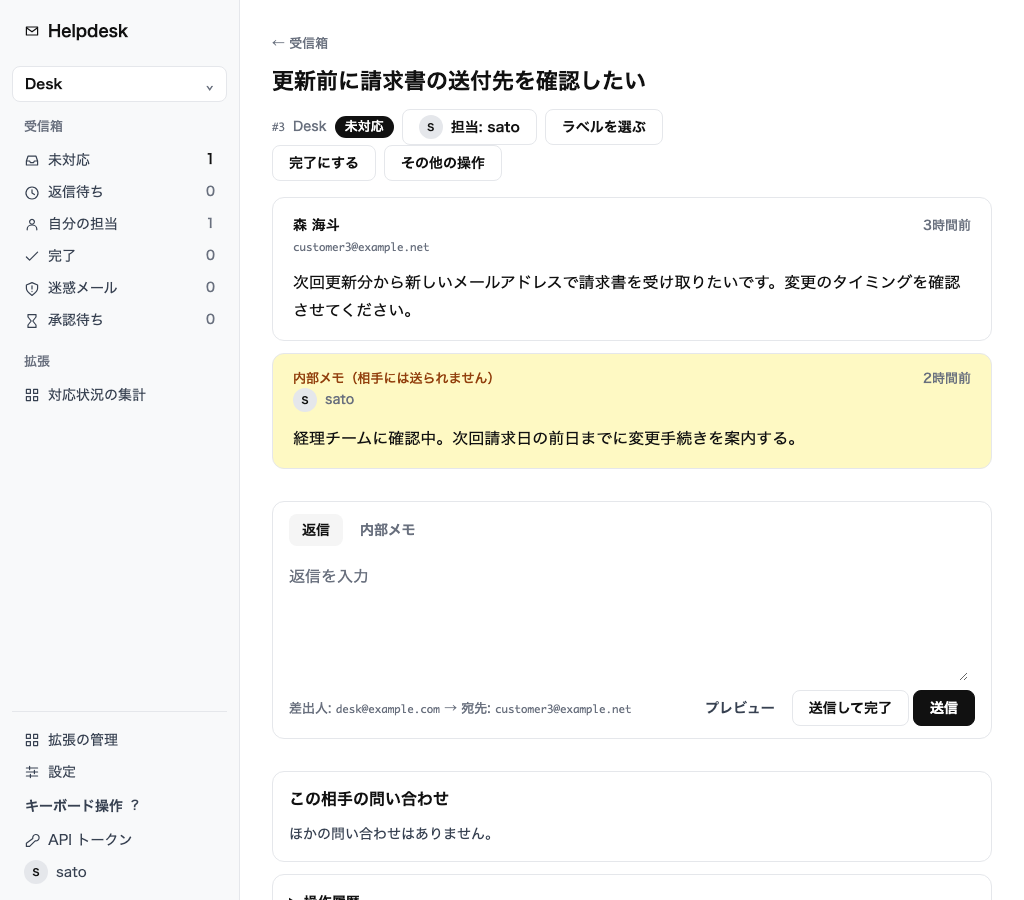 Helpdesk
Desk
受信箱
未対応 1
返信待ち 0
自分の担当 1
完了 0
迷惑メール 0
承認待ち 0
拡張
対応状況の集計
拡張の管理
設定
キーボード操作 ?
API トークン
S sato
← 受信箱
更新前に請求書の送付先を確認したい
#3 Desk 未対応 S 担当: sato ラベルを選ぶ
完了にする その他の操作
森 海斗 3時間前
customer3@example.net
次回更新分から新しいメールアドレスで請求書を受け取りたいです。変更のタイミングを確認
させてください。
内部メモ（相手には送られません） 2時間前
S sato
経理チームに確認中。次回請求日の前日までに変更手続きを案内する。
返信 内部メモ
返信を入力
差出人: desk@example.com → 宛先: customer3@example.net プレビュー 送信して完了 送信
この相手の問い合わせ
ほかの問い合わせはありません。
操作履歴